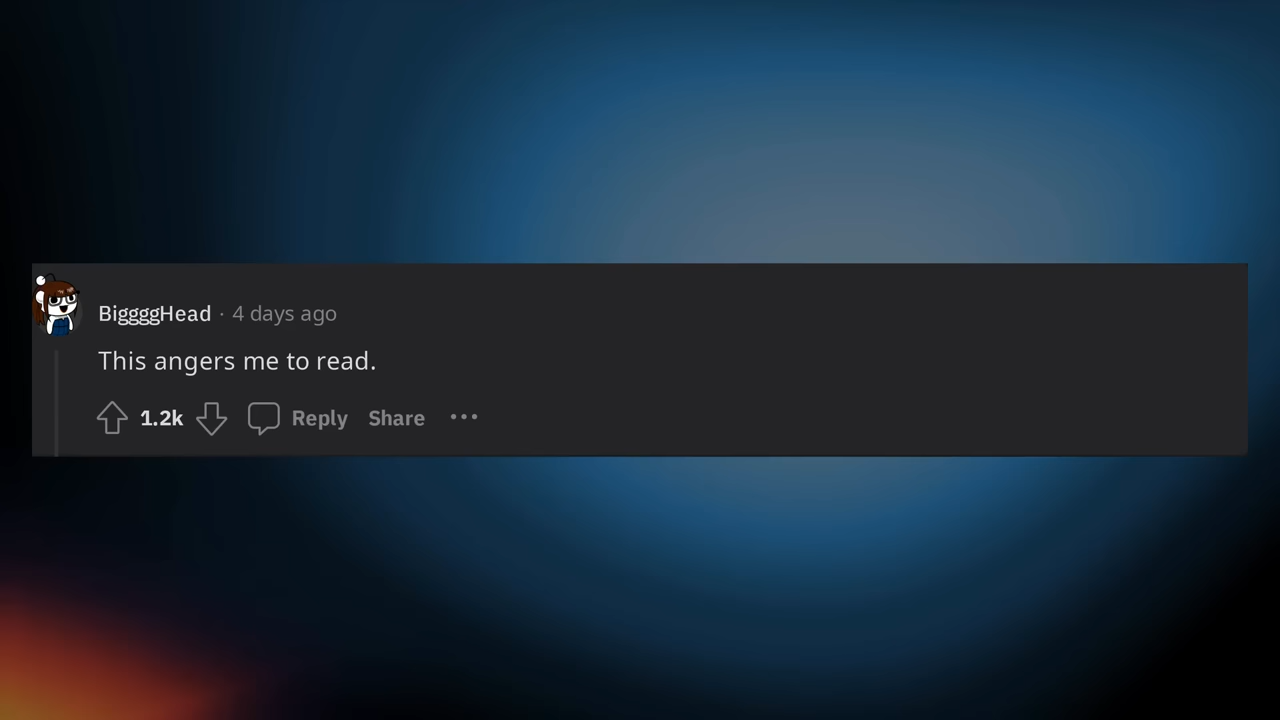 BiggggHead · 4 days ago
This angers me to read.
1.2k Reply Share •••